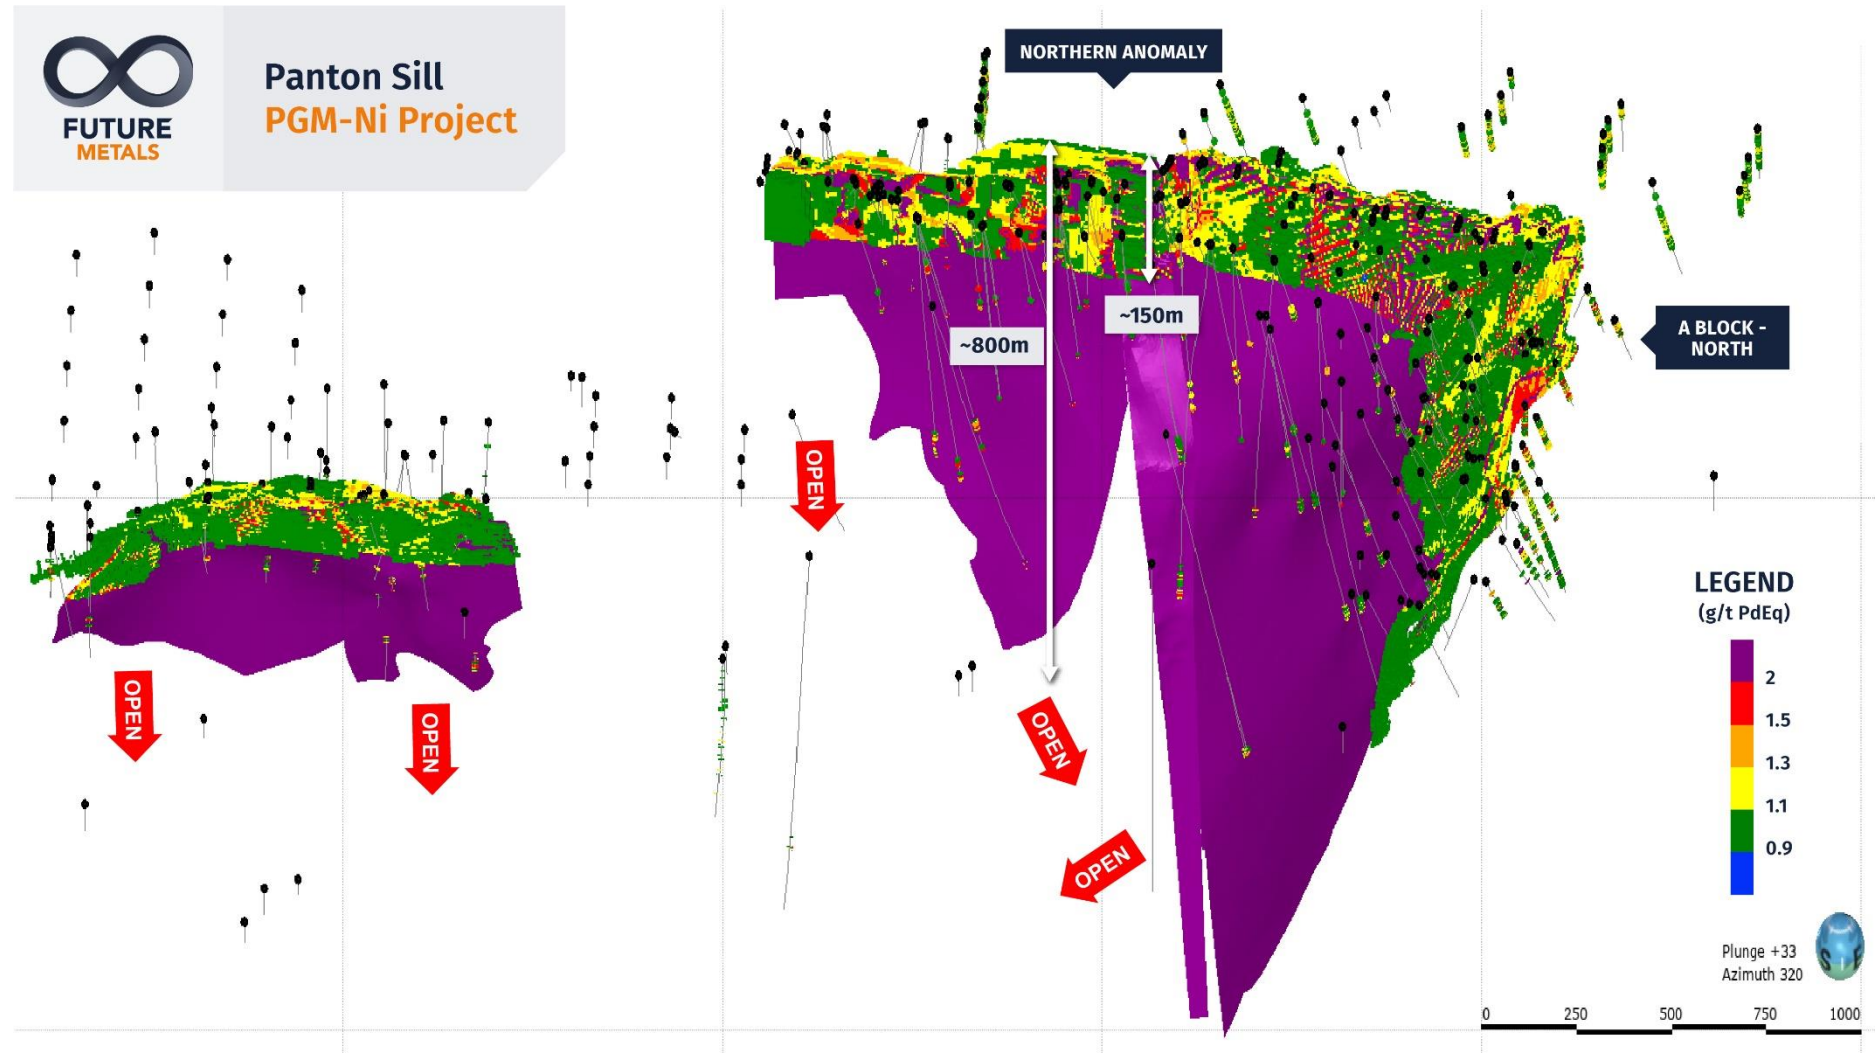 FUTURE
METALS
Panton Sill
PGM-Ni Project
NORTHERN ANOMALY
~800m
~150m
A BLOCK -
NORTH
OPEN
OPEN
OPEN
OPEN
OPEN
LEGEND
(g/t PdEq)
2
1.5
1.3
1.1
0.9
Plunge +33
Azimuth 320
S E
0 250 500 750 1000